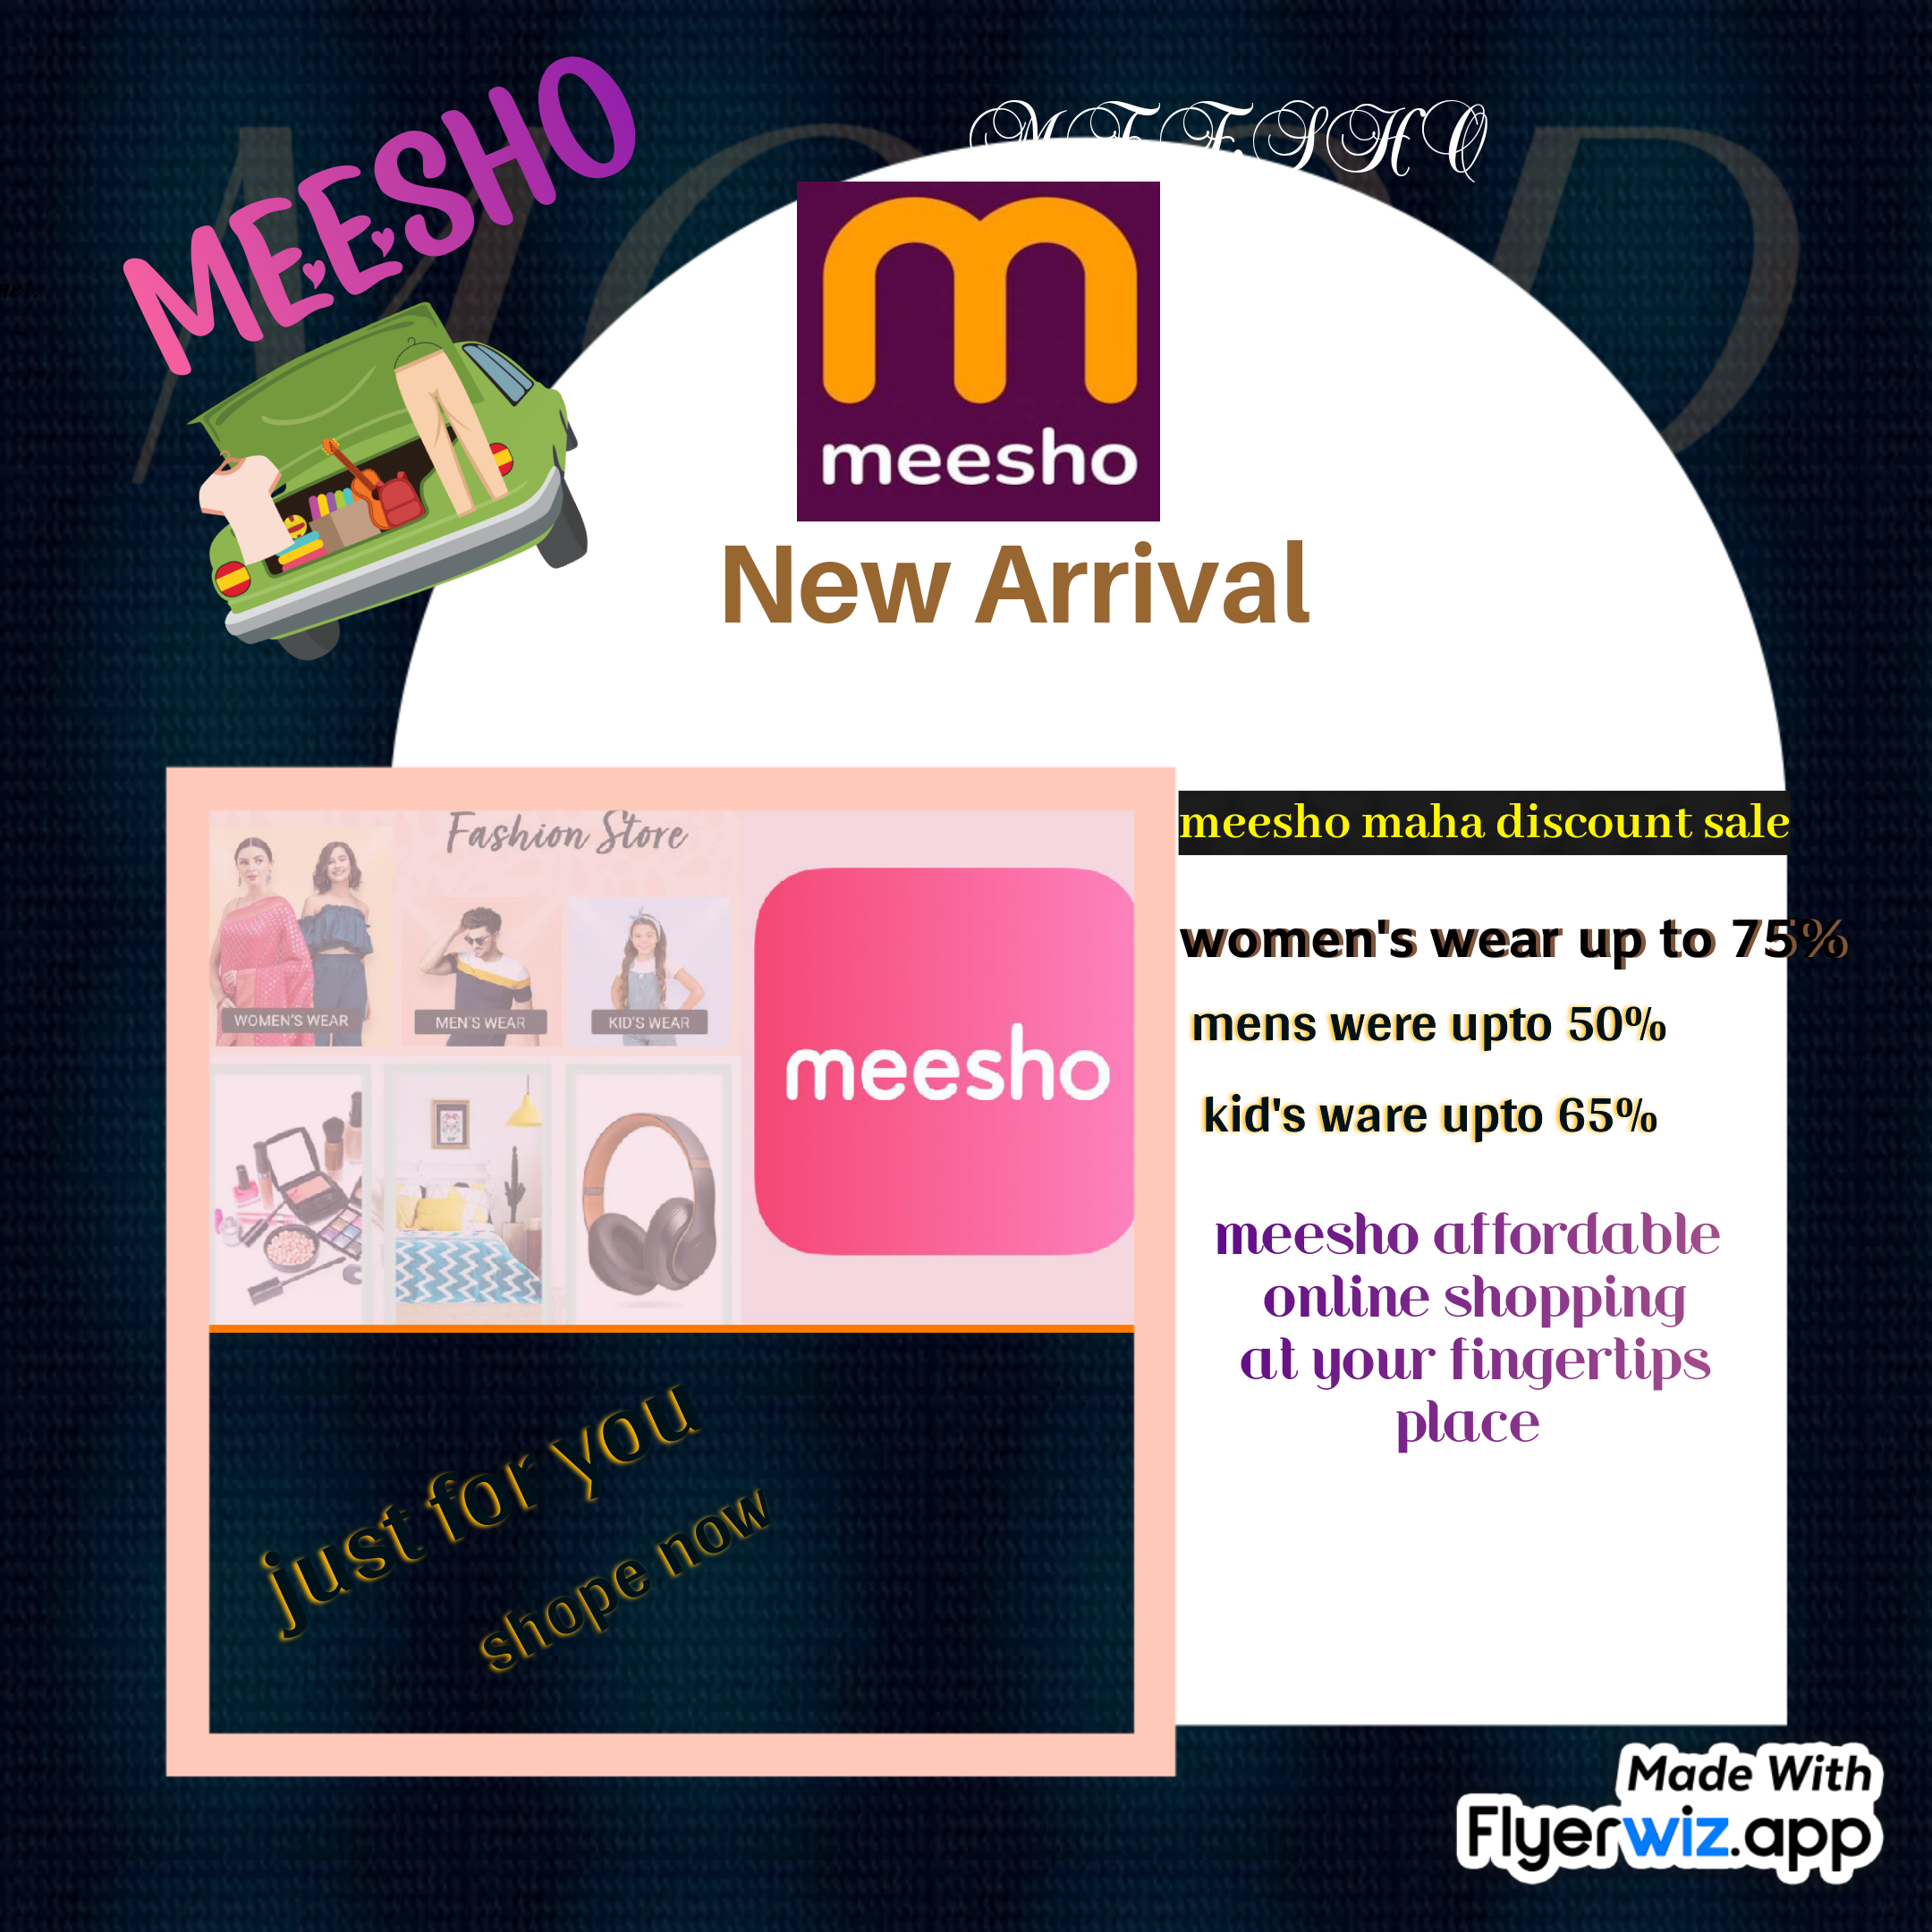 MEESHO
MEESHO
meesho
New Arrival
Fashion Store
WOMEN'S WEAR
MEN'S WEAR
KID'S WEAR
meesho
meesho maha discount sale
women's wear up to 75%
mens were upto 50%
kid's ware upto 65%
meesho affordable
online shopping
at your fingertips
place
just for you
shope now
Made With
Flyerwiz.app